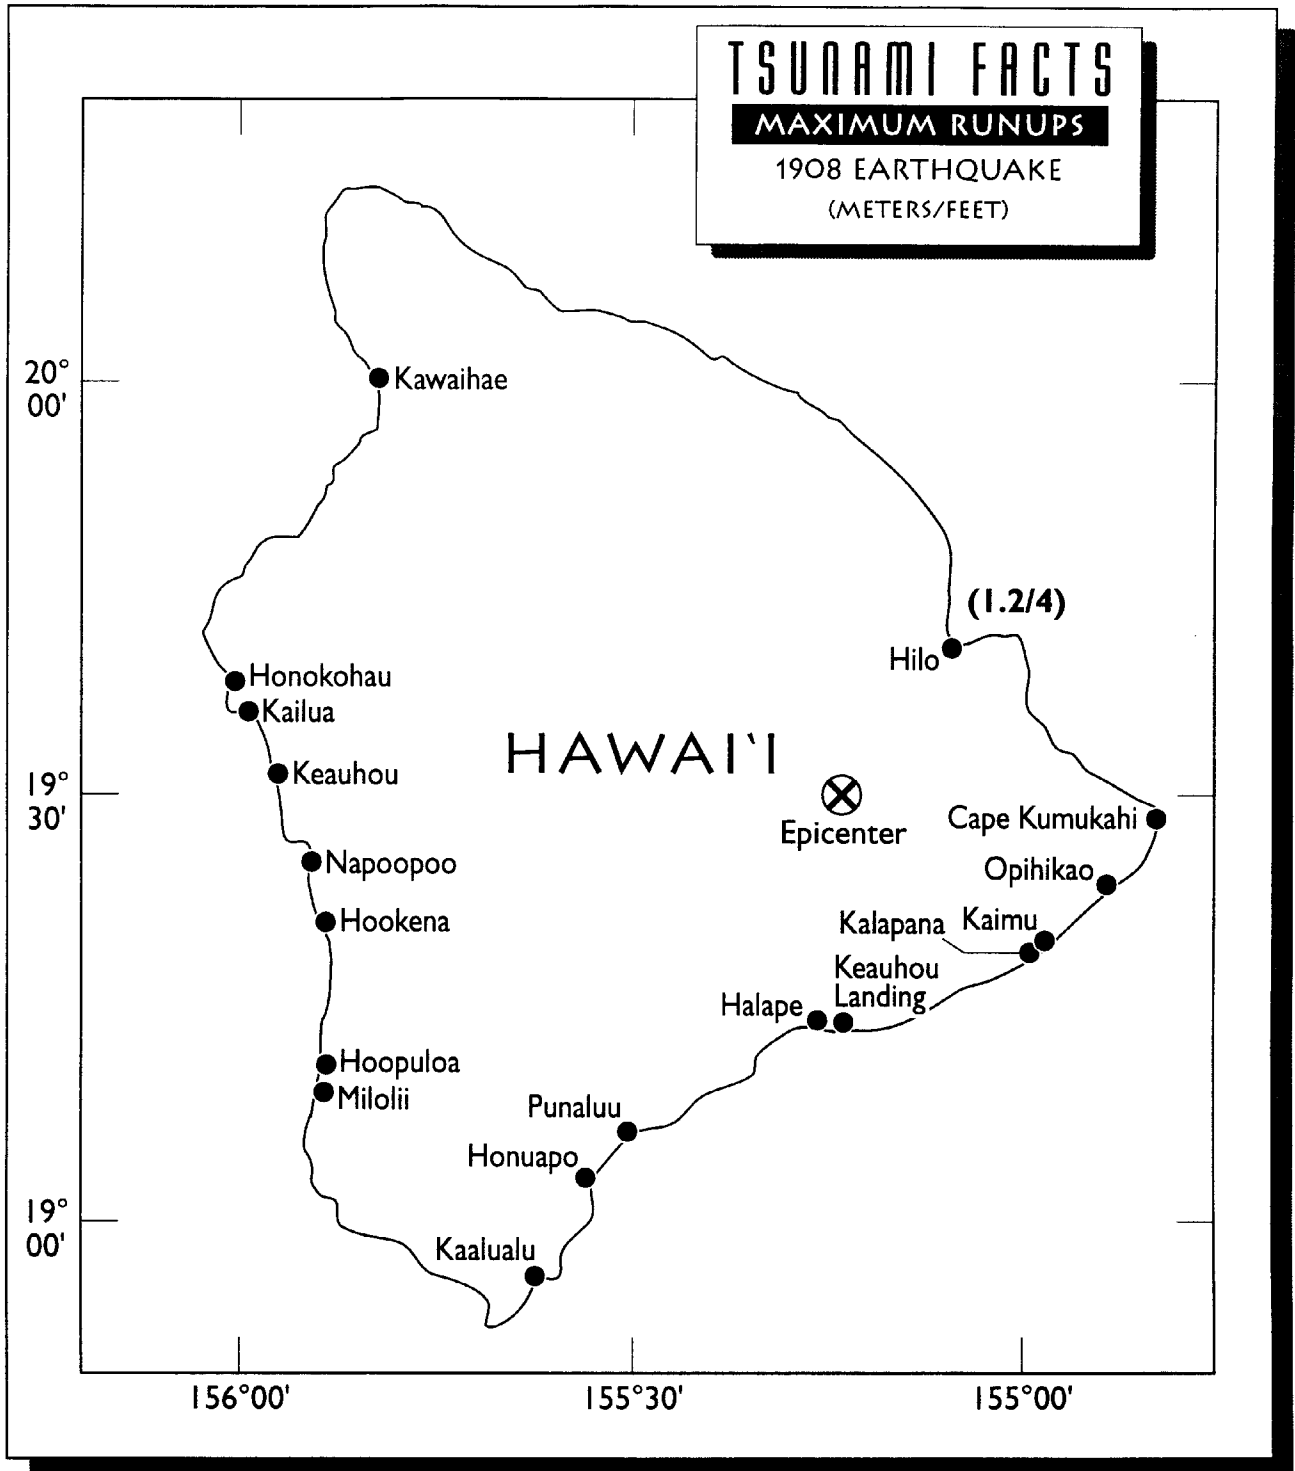 TSUNAMI FACTS
MAXIMUM RUNUPS
1908 EARTHQUAKE
(METERS/FEET)
20°
00'
Kawaihae
(1.2/4)
Hilo
Honokohau
Kailua
HAWAI`I
Keauhou
19°
30'
Epicenter
Cape Kumukahi
Napoopoo
Opihikao
Hookena
Kalapana
Kaimu
Keauhou
Landing
Halape
Hoopuloa
Milolii
Punaluu
Honuapo
19°
00'
Kaalualu
156°00'
155°30'
155°00'